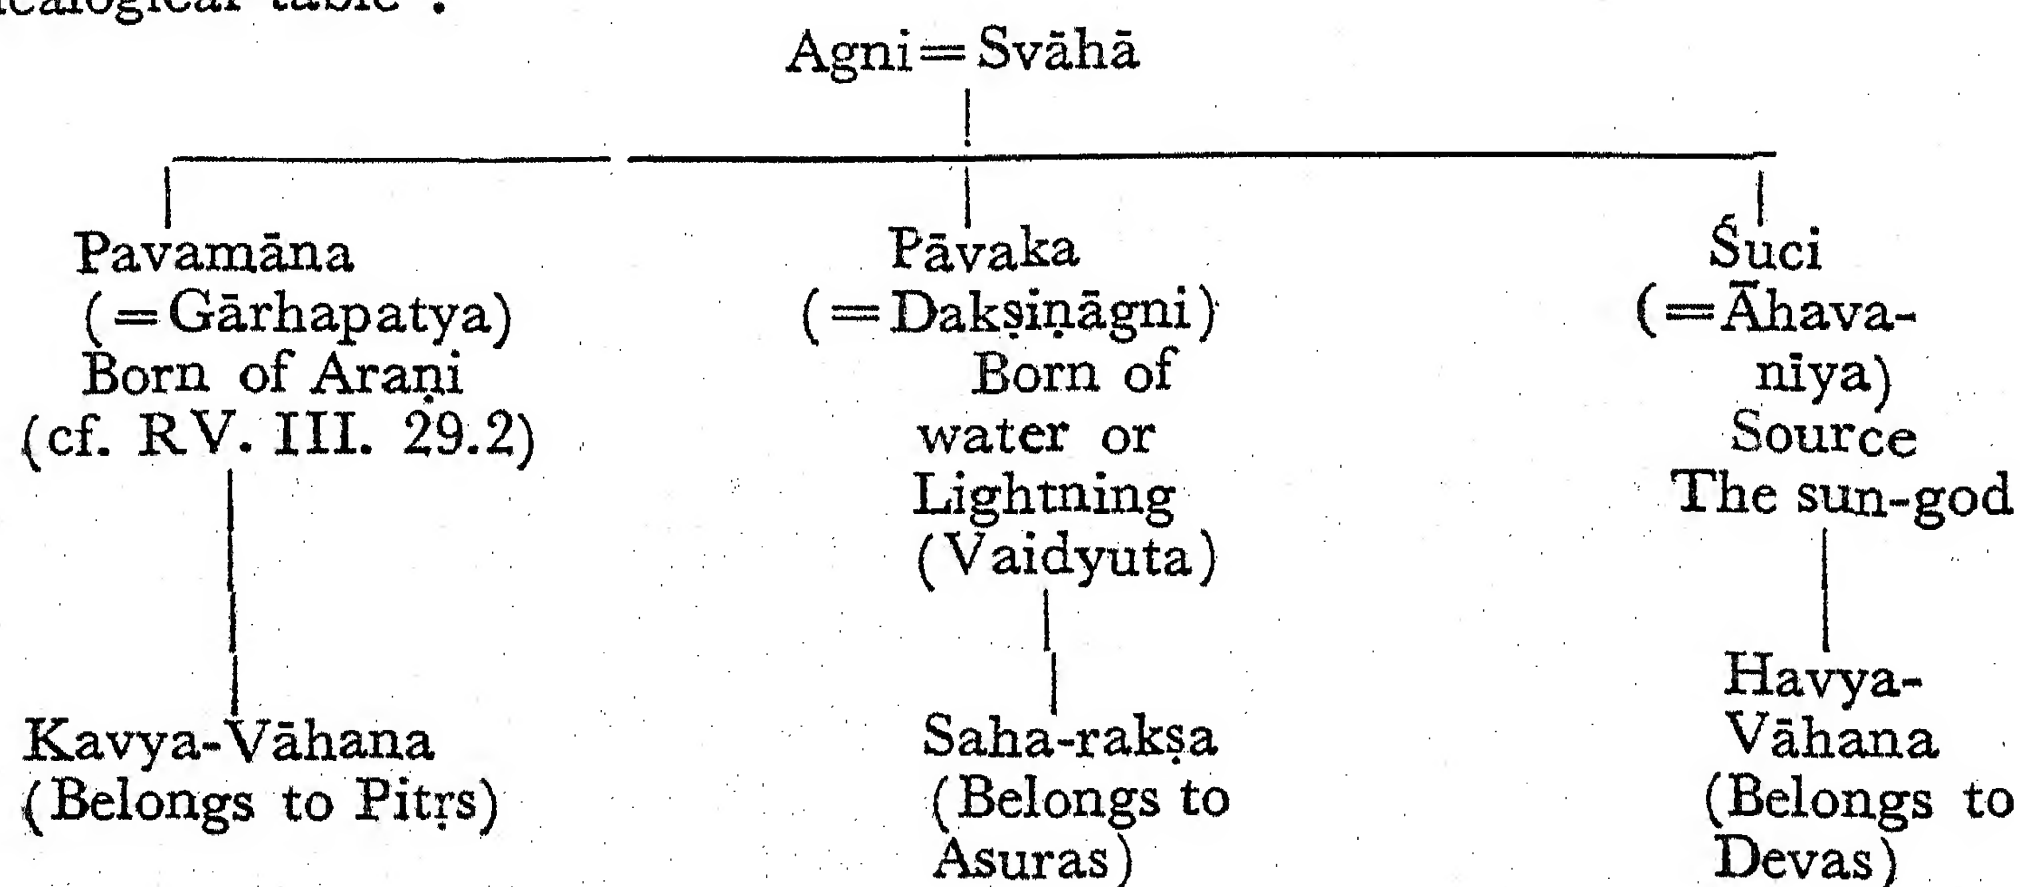 ealogical table :
Agni=Svāhā
Pavamāna
(=Gārhapatya)
Born of Araṇi
(cf. RV. III. 29.2)
Kavya-Vāhana
(Belongs to Pitṛs)
Pāvaka
(=Dakṣiṇāgni)
Born of
water or
Lightning
(Vaidyuta)
Saha-rakṣa
(Belongs to
Asuras)
Śuci
(=Āhava-
nīya)
Source
The sun-god
Havya-
Vāhana
(Belongs to
Devas)